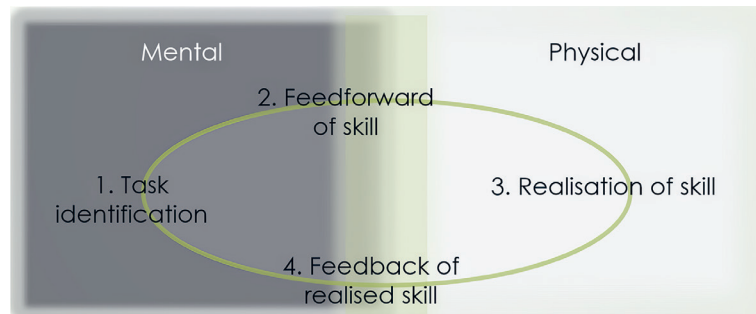 Mental
Physical
2. Feedforward
of skill
1. Task
identification
3. Realisation of skill
4. Feedback of
realised skill